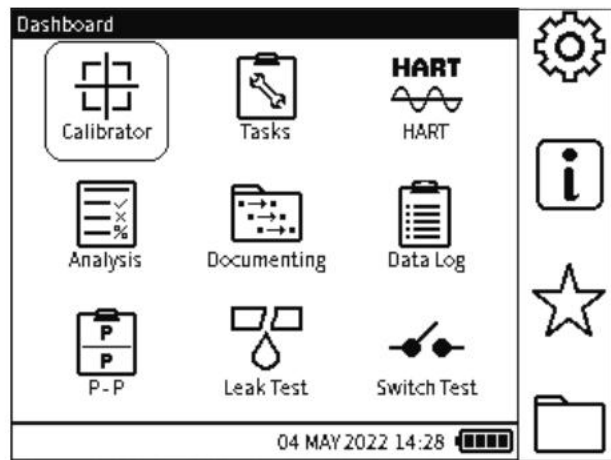 Dashboard
Calibrator
Tasks
HART
HART
Analysis
Documenting
Data Log
P
P
P-P
Leak Test
Switch Test
04 MAY 2022 14:28